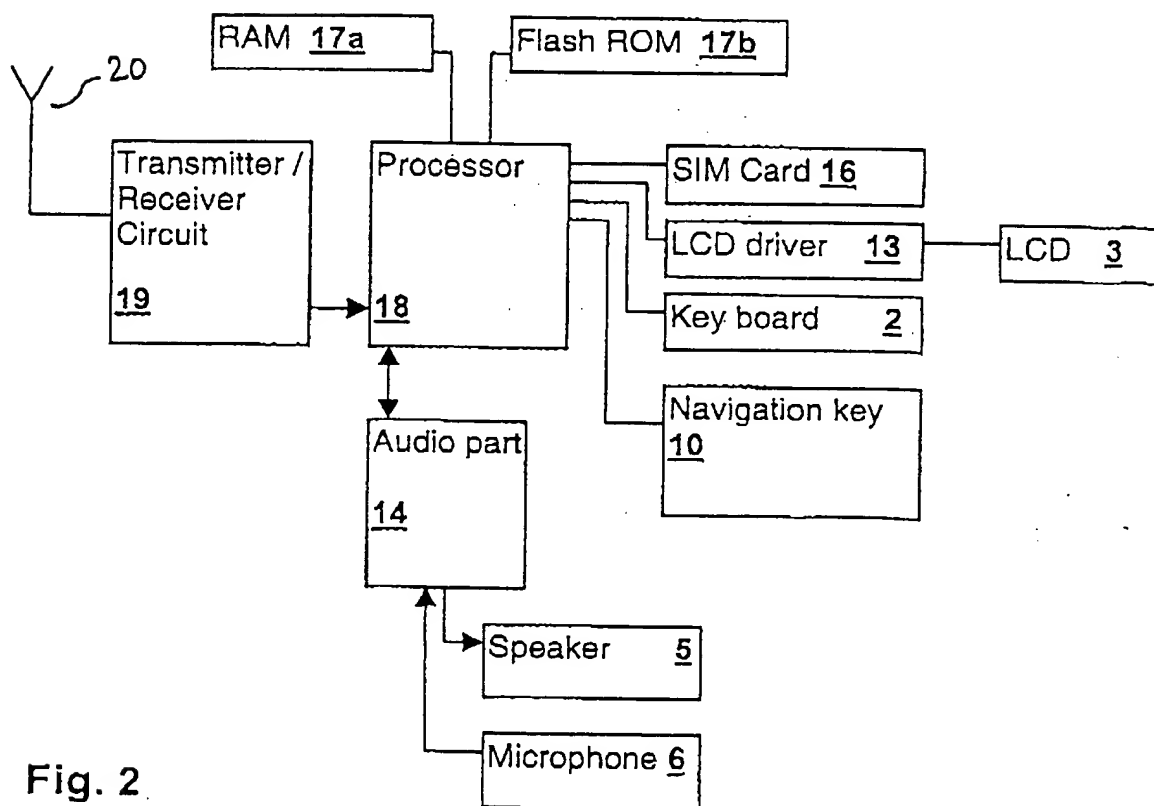 RAM 17a
Flash ROM 17b
20
Transmitter /
Receiver
Circuit
19
Processor
18
SIM Card 16
LCD driver 13
LCD 3
Key board 2
Navigation key
10
Audio part
14
Speaker 5
Microphone 6
Fig. 2